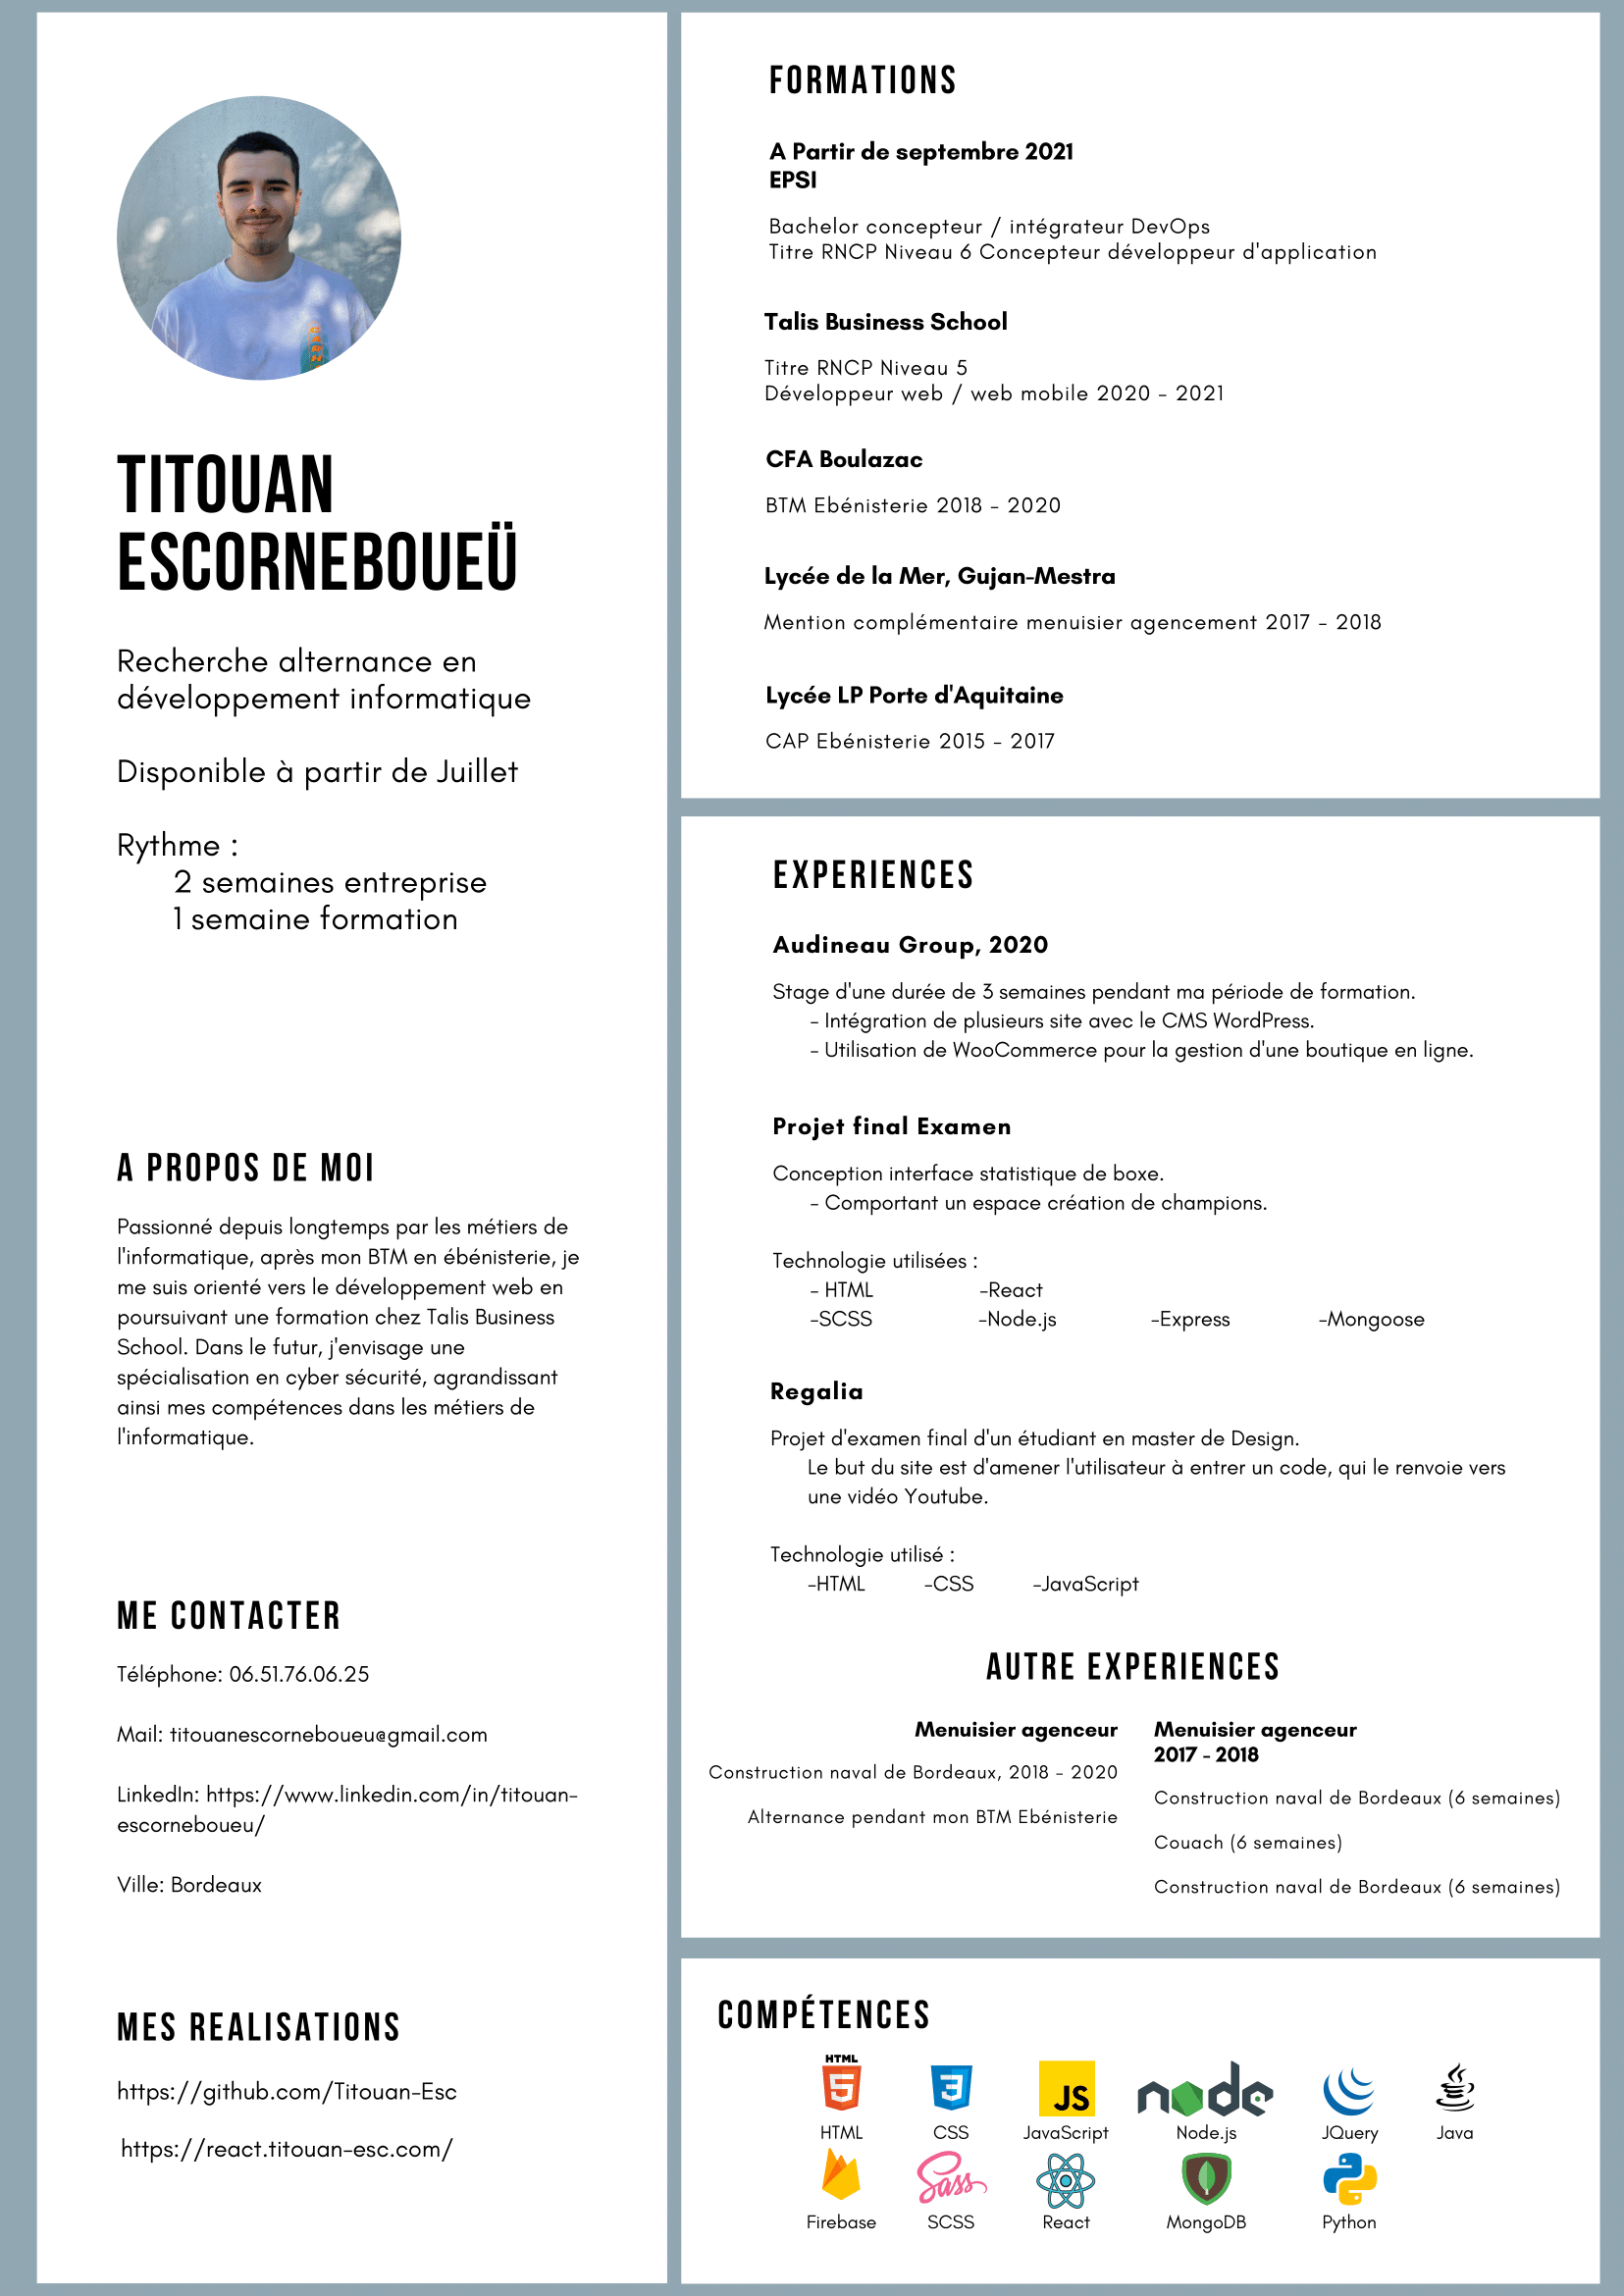 TITOUAN
ESCORNEBOUEÜ
Recherche alternance en
développement informatique
Disponible à partir de Juillet
Rythme :
2 semaines entreprise
1 semaine formation
A PROPOS DE MOI
Passionné depuis longtemps par les métiers de
l'informatique, après mon BTM en ébénisterie, je
me suis orienté vers le développement web en
poursuivant une formation chez Talis Business
School. Dans le futur, j'envisage une
spécialisation en cyber sécurité, agrandissant
ainsi mes compétences dans les métiers de
l'informatique.
ME CONTACTER
Téléphone: 06.51.76.06.25
Mail: titouanescorneboueu@gmail.com
LinkedIn: https://www.linkedin.com/in/titouan-
escorneboueu/
Ville: Bordeaux
MES REALISATIONS
https://github.com/Titouan-Esc
https://react.titouan-esc.com/
FORMATIONS
A Partir de septembre 2021
EPSI
Bachelor concepteur / intégrateur DevOps
Titre RNCP Niveau 6 Concepteur développeur d'application
Talis Business School
Titre RNCP Niveau 5
Développeur web / web mobile 2020 - 2021
CFA Boulazac
BTM Ebénisterie 2018 - 2020
Lycée de la Mer, Gujan-Mestra
Mention complémentaire menuisier agencement 2017 - 2018
Lycée LP Porte d'Aquitaine
CAP Ebénisterie 2015 - 2017
EXPERIENCES
Audineau Group, 2020
Stage d'une durée de 3 semaines pendant ma période de formation.
- Intégration de plusieurs site avec le CMS WordPress.
- Utilisation de WooCommerce pour la gestion d'une boutique en ligne.
Projet final Examen
Conception interface statistique de boxe.
- Comportant un espace création de champions.
Technologie utilisées :
- HTML -React
-SCSS -Node.js -Express -Mongoose
Regalia
Projet d'examen final d'un étudiant en master de Design.
Le but du site est d'amener l'utilisateur à entrer un code, qui le renvoie vers
une vidéo Youtube.
Technologie utilisé :
-HTML -CSS -JavaScript
AUTRE EXPERIENCES
Menuisier agenceur
Construction naval de Bordeaux, 2018 - 2020
Alternance pendant mon BTM Ebénisterie
Menuisier agenceur
2017 - 2018
Construction naval de Bordeaux (6 semaines)
Couach (6 semaines)
Construction naval de Bordeaux (6 semaines)
COMPÉTENCES
HTML
5 3 JS node
HTML CSS JavaScript Node.js JQuery Java
Sass
Firebase SCSS React MongoDB Python